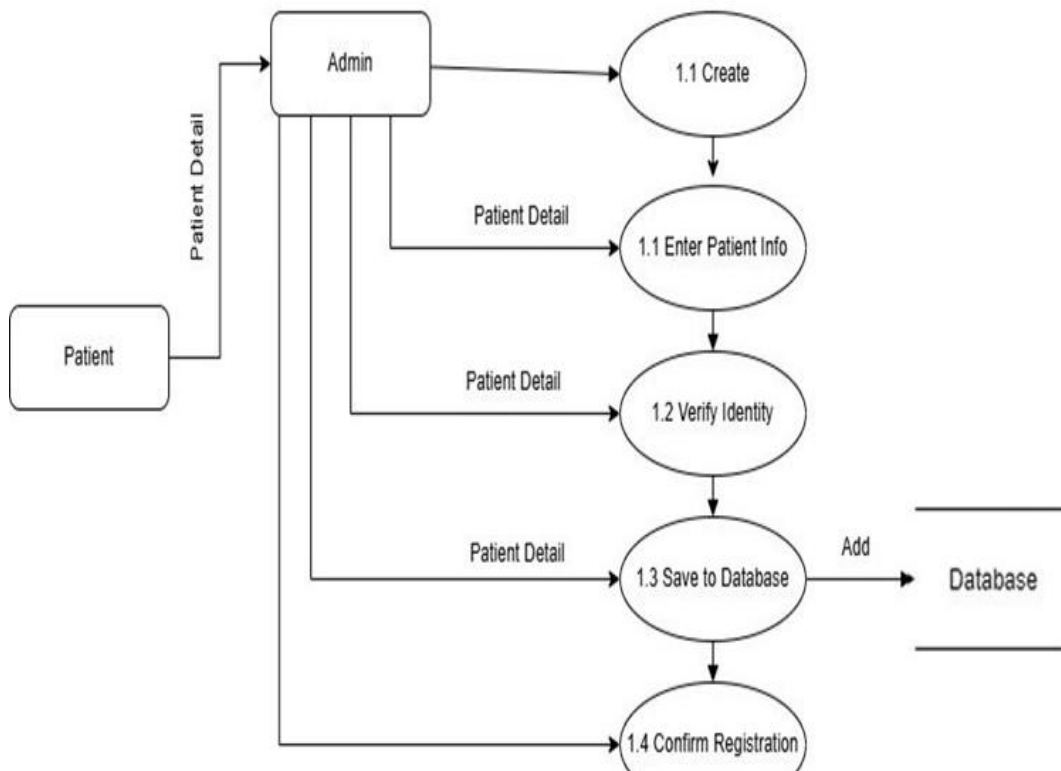 Admin
1.1 Create
Patient Detail
Patient Detail
1.1 Enter Patient Info
Patient
Patient Detail
1.2 Verify Identity
Patient Detail
1.3 Save to Database
Add
Database
1.4 Confirm Registration